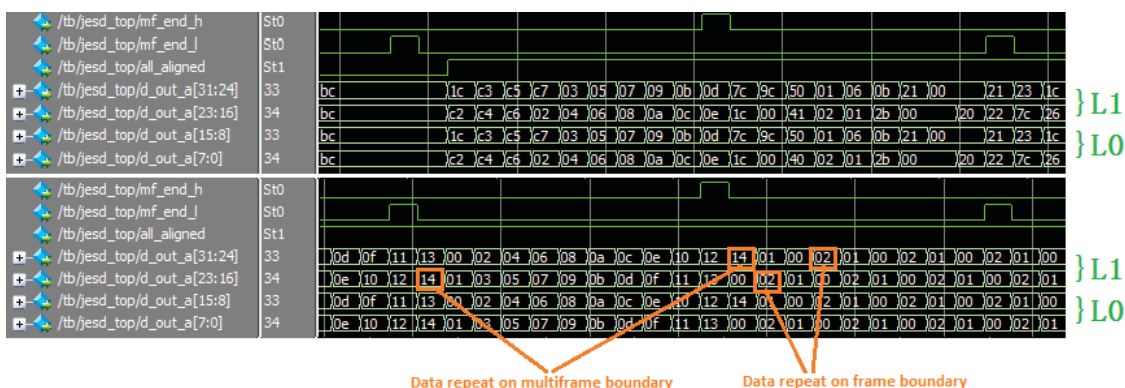 /tb/jesd_top/mf_end_h St0
/tb/jesd_top/mf_end_l St0
/tb/jesd_top/all_aligned St1
/tb/jesd_top/d_out_a[31:24] 33 bc 1c c3 c5 c7 03 05 07 09 0b 0d 7c 9c 50 01 06 0b 21 00 21 23 1c
/tb/jesd_top/d_out_a[23:16] 34 bc c2 c4 c6 02 04 06 08 0a 0c 0e 1c 00 41 02 01 2b 00 20 22 7c 26
}L1
/tb/jesd_top/d_out_a[15:8] 33 bc 1c c3 c5 c7 03 05 07 09 0b 0d 7c 9c 50 01 06 0b 21 00 21 23 1c
/tb/jesd_top/d_out_a[7:0] 34 bc c2 c4 c6 02 04 06 08 0a 0c 0e 1c 00 40 02 01 2b 00 20 22 7c 26
}L0
/tb/jesd_top/mf_end_h St0
/tb/jesd_top/mf_end_l St0
/tb/jesd_top/all_aligned St1
/tb/jesd_top/d_out_a[31:24] 33 0d 0f 11 13 00 02 04 06 08 0a 0c 0e 10 12 14 01 00 02 01 00 02 01 00 02 01 00
/tb/jesd_top/d_out_a[23:16] 34 0e 10 12 14 01 03 05 07 09 0b 0d 0f 11 13 00 02 01 00 02 01 00 02 01 00 02 01
}L1
/tb/jesd_top/d_out_a[15:8] 33 0d 0f 11 13 00 02 04 06 08 0a 0c 0e 10 12 14 01 00 02 01 00 02 01 00 02 01 00
/tb/jesd_top/d_out_a[7:0] 34 0e 10 12 14 01 03 05 07 09 0b 0d 0f 11 13 00 02 01 00 02 01 00 02 01 00 02 01
}L0
Data repeat on multiframe boundary
Data repeat on frame boundary